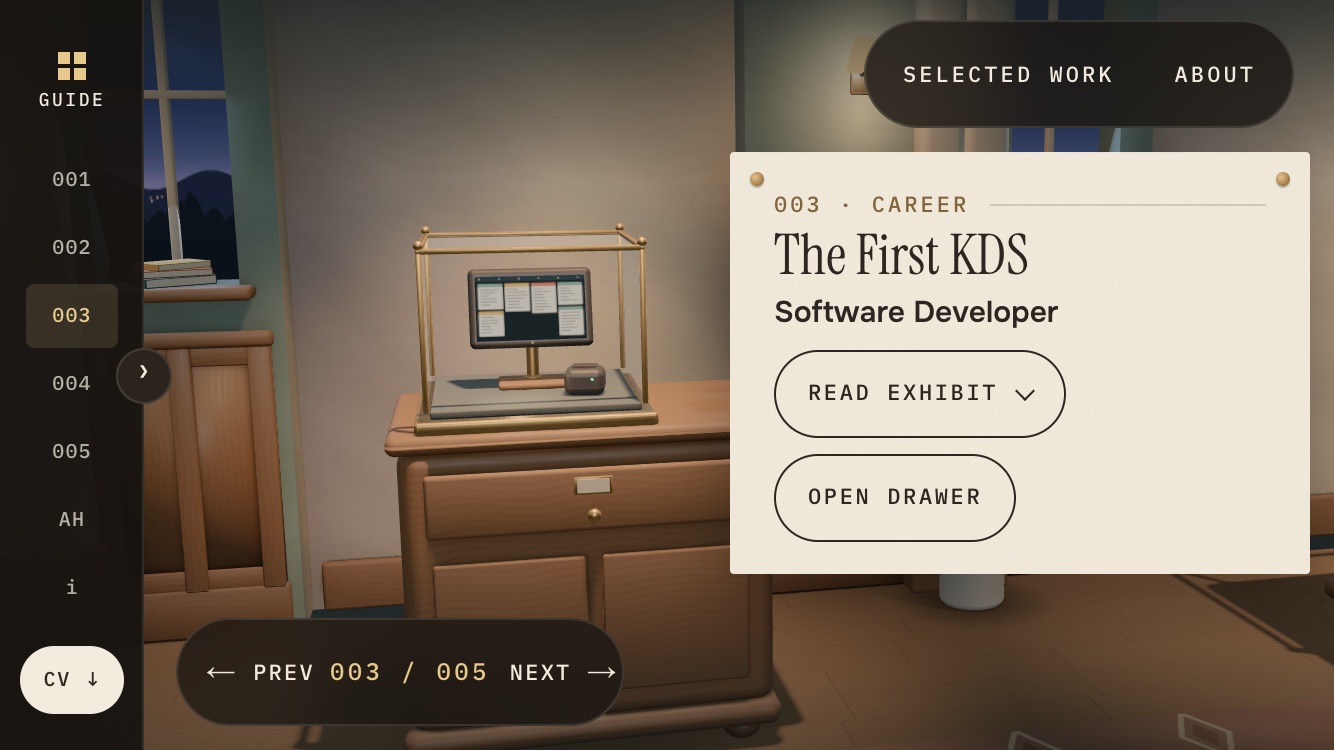 GUIDE
001
002
003
004
005
AH
i
CV ↓
SELECTED WORK
ABOUT
003 · CAREER
The First KDS
Software Developer
READ EXHIBIT
OPEN DRAWER
← PREV 003 / 005 NEXT →